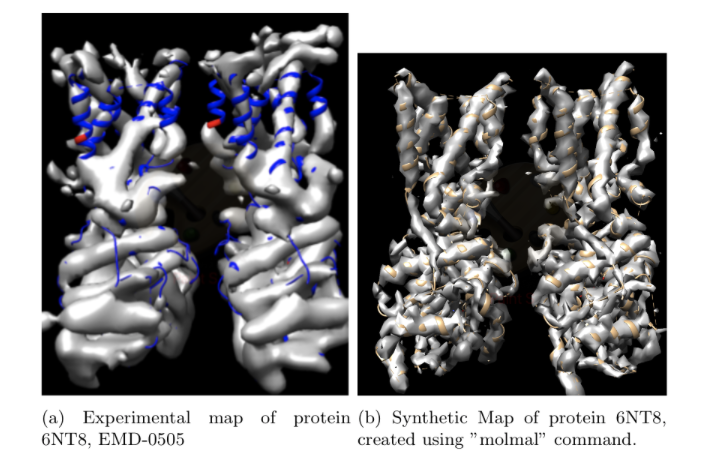 (a) Experimental map of protein
6NT8, EMD-0505
(b) Synthetic Map of protein 6NT8,
created using ”molmal” command.